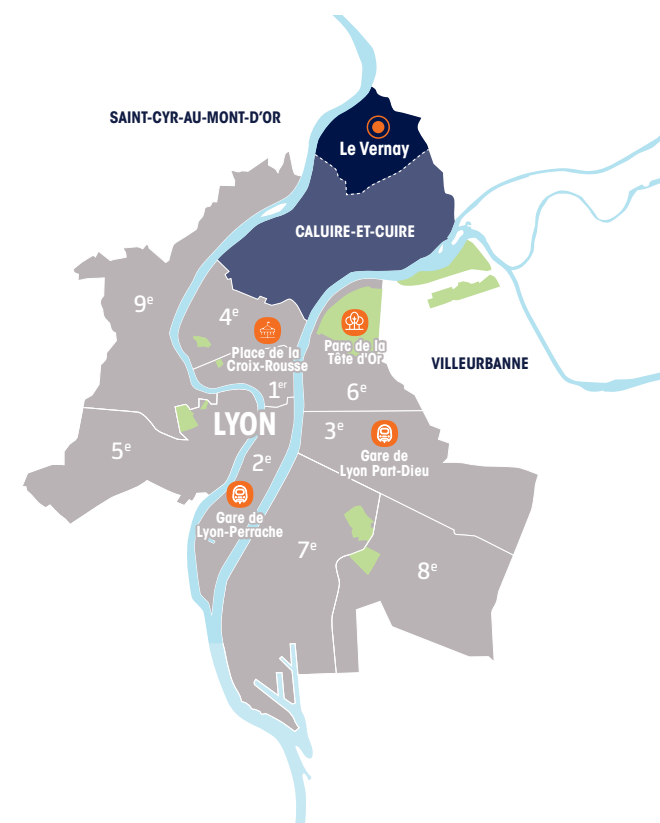 SAINT-CYR-AU-MONT-D'OR
Le Vernay
CALUIRE-ET-CUIRE
9e
4e
Place de la
Croix-Rousse
Parc de la
Tête d'Or
VILLEURBANNE
1er
6e
LYON
3e
5e
2e
Gare de
Lyon Part-Dieu
Gare de
Lyon-Perrache
7e
8e